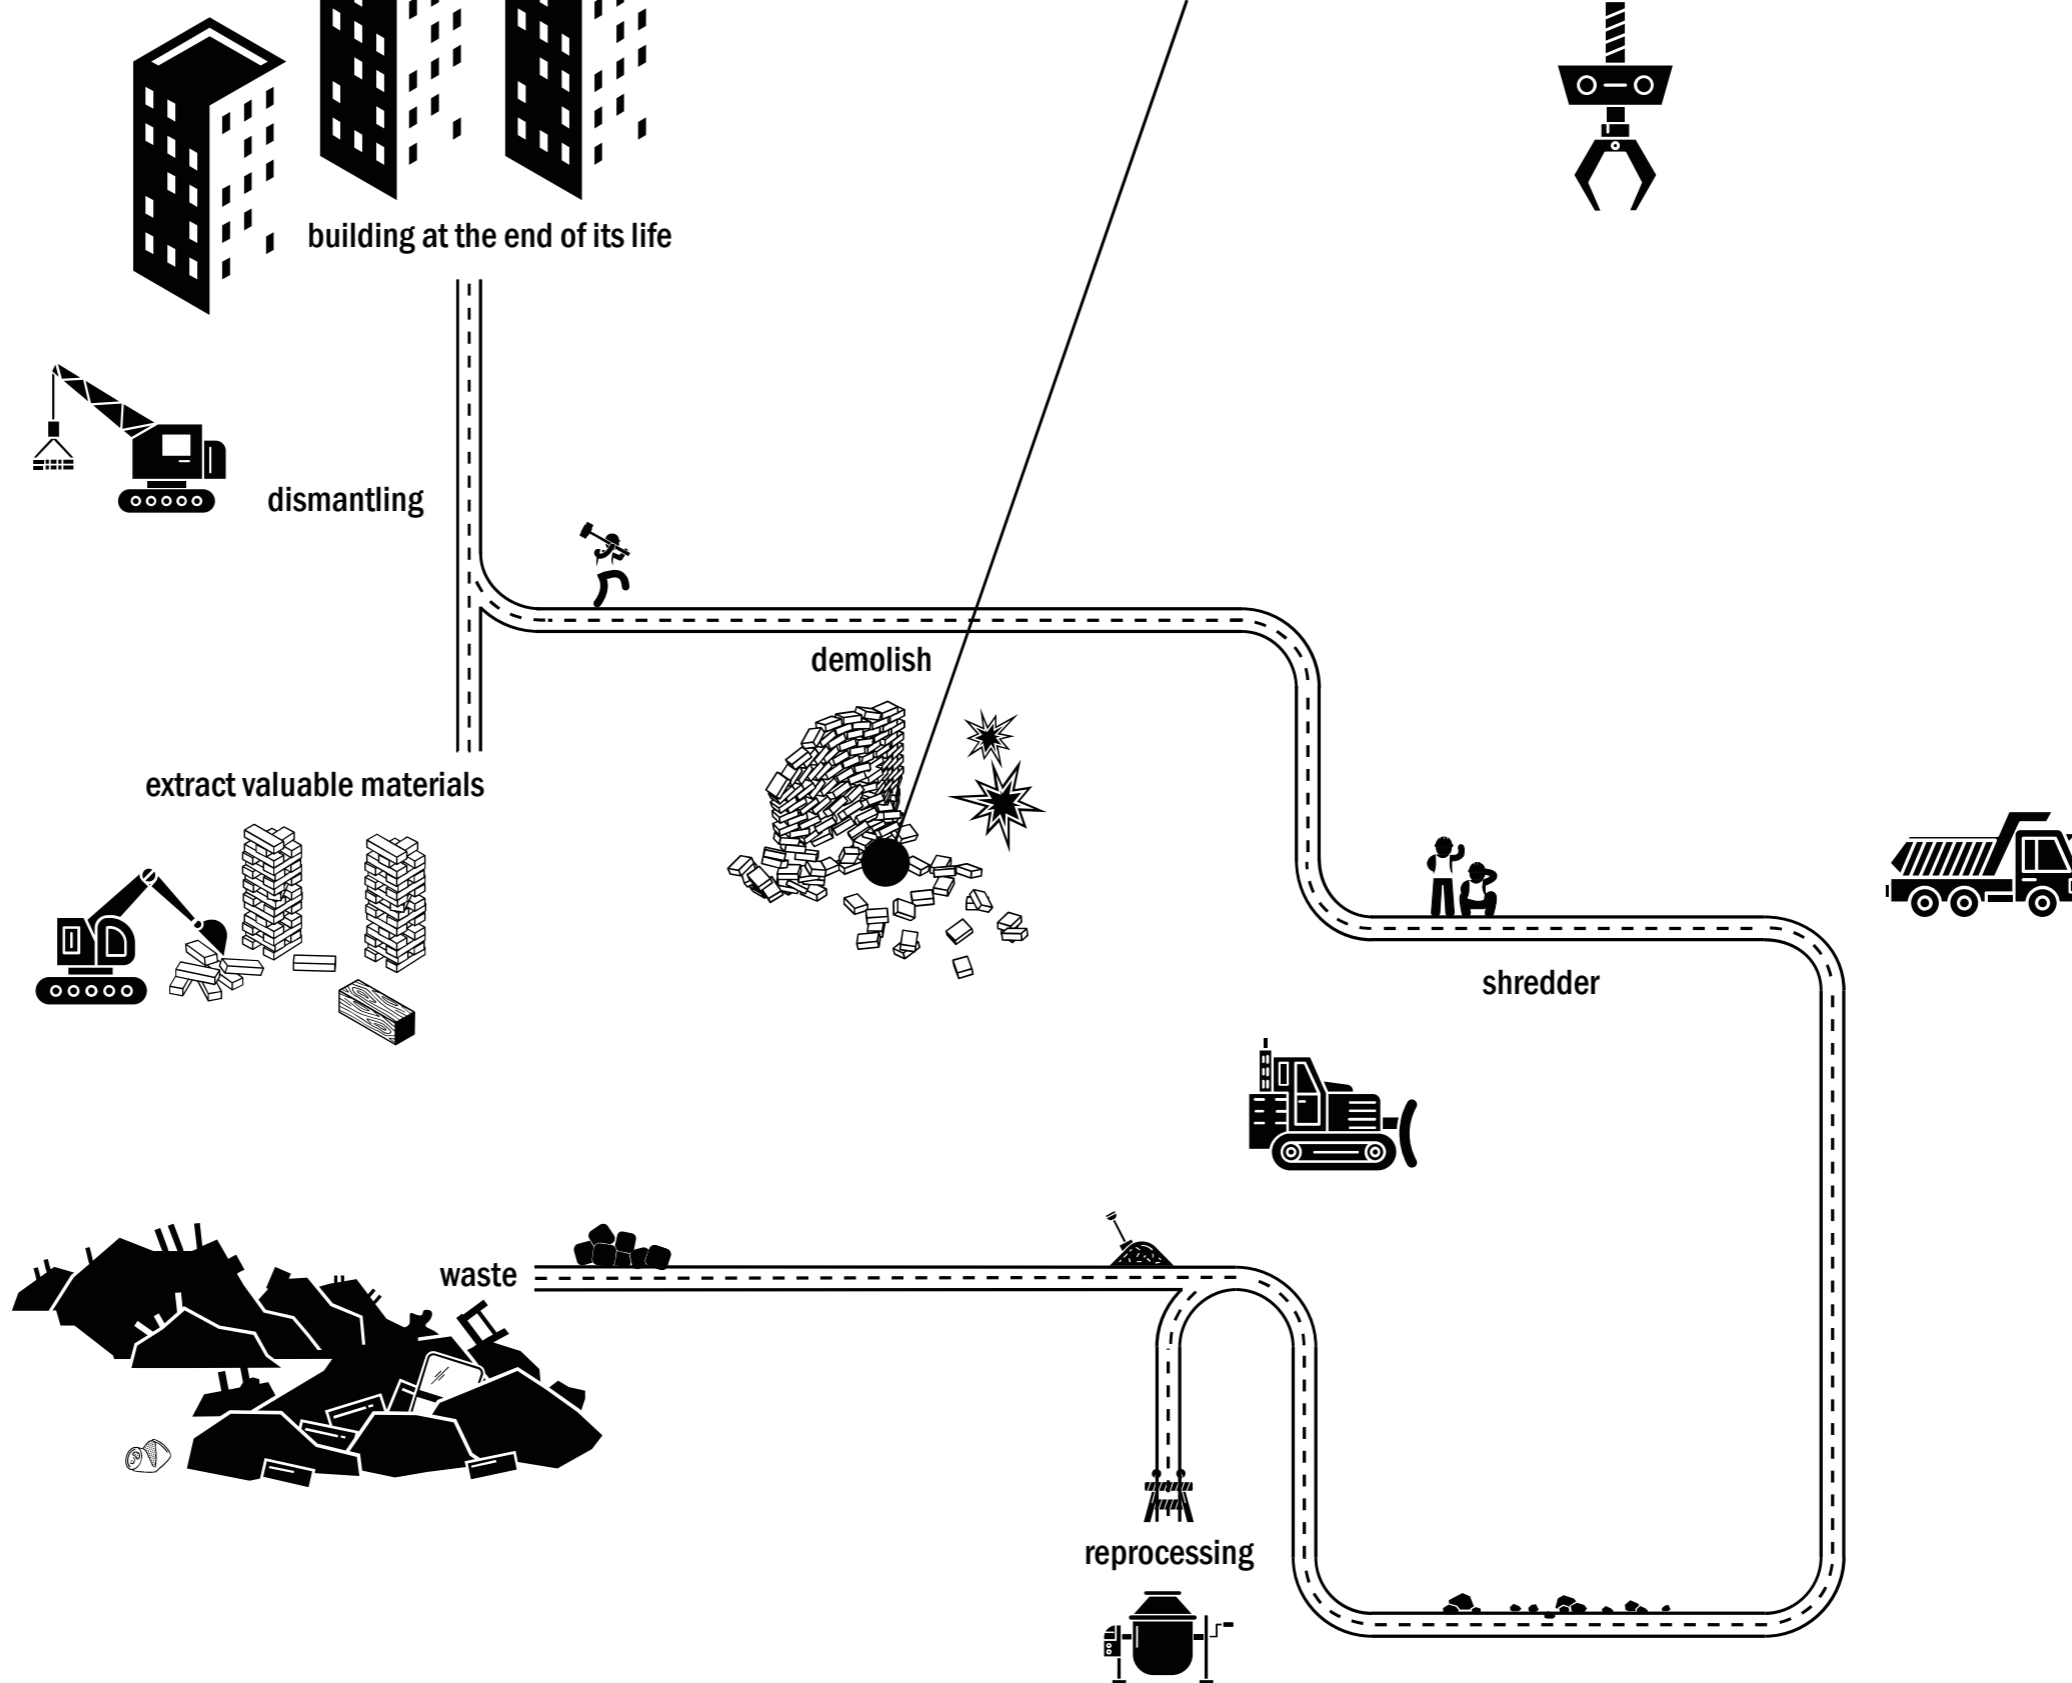 building at the end of its life
dismantling
demolish
extract valuable materials
shredder
waste
reprocessing